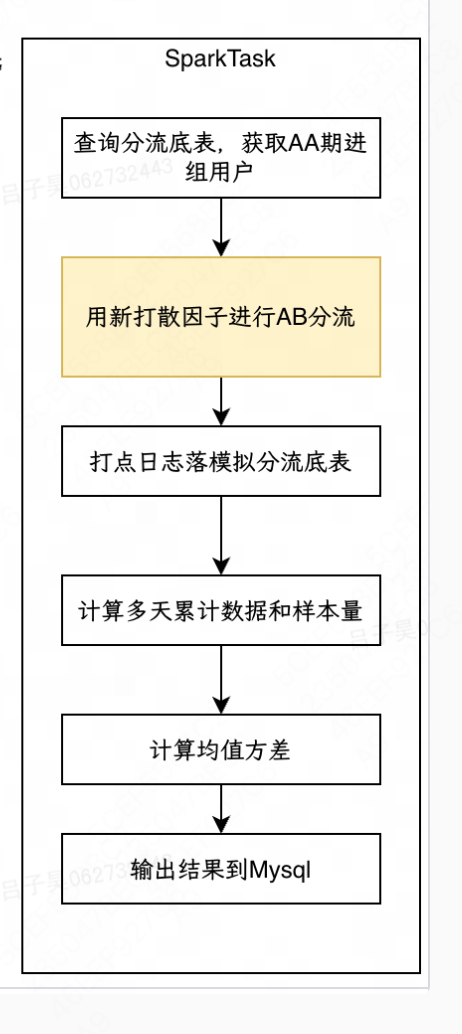 SparkTask
查询分流底表，获取AA期进
组用户
吕子昊062732443
用新打散因子进行AB分流
打点日志落模拟分流底表
计算多天累计数据和样本量
吕子昊0
计算均值方差
输出结果到Mysql
吕子昊062732